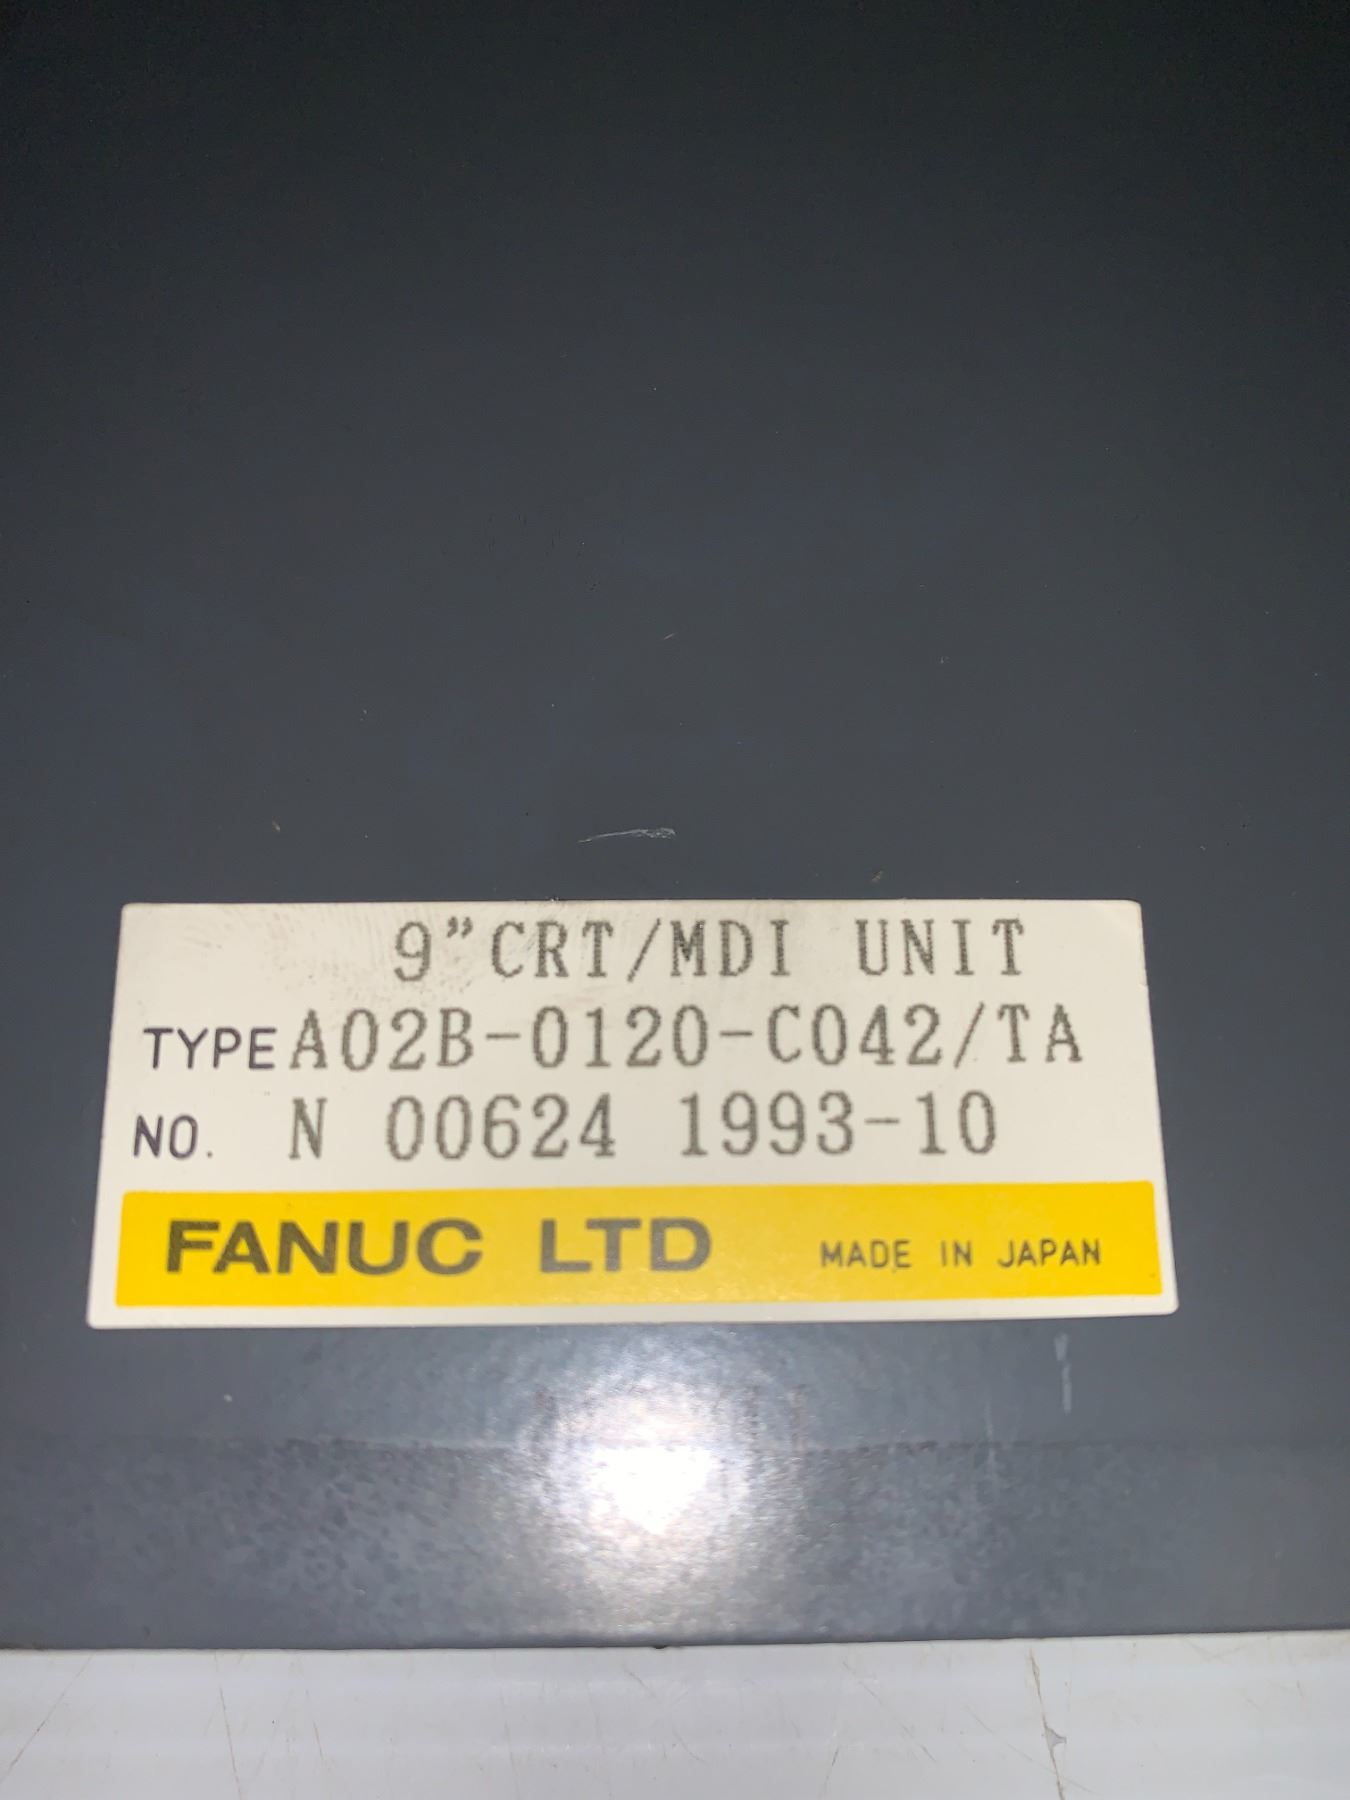 9"CRT/MDI UNIT
TYPE A02B-0120-C042/TA
NO. N 00624 1993-10
FANUC LTD MADE IN JAPAN